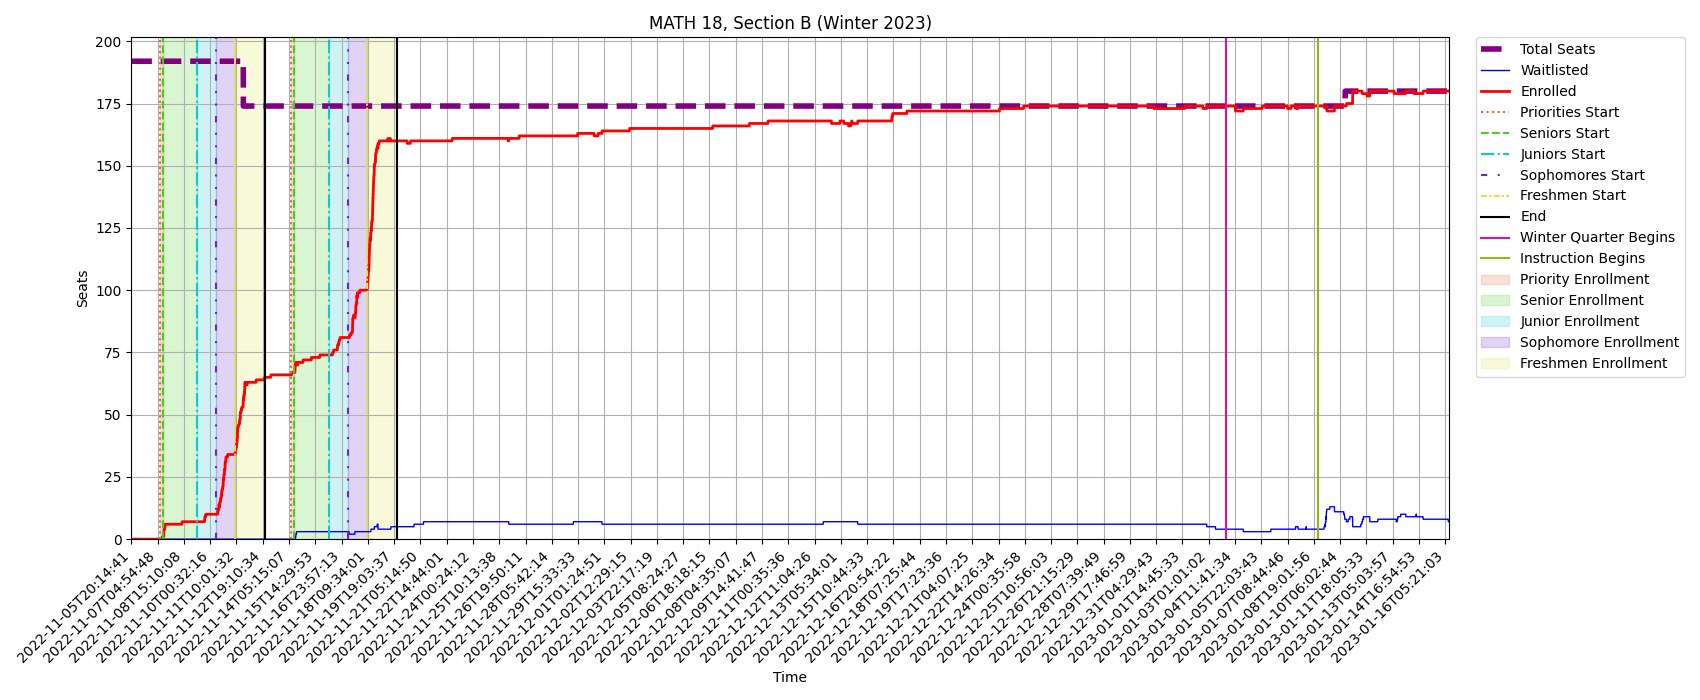 MATH 18, Section B (Winter 2023)
200
175
150
125
100
75
50
25
0
Seats
2022-11-05T20:14:41
2022-11-07T04:54:48
2022-11-08T15:10:08
2022-11-10T00:32:16
2022-11-11T10:01:32
2022-11-12T19:10:34
2022-11-14T05:15:07
2022-11-15T14:29:53
2022-11-16T23:57:13
2022-11-18T09:34:01
2022-11-19T19:03:37
2022-11-21T05:14:50
2022-11-22T14:44:01
2022-11-24T00:24:12
2022-11-25T10:13:38
2022-11-26T19:50:11
2022-11-28T05:42:14
2022-11-29T15:33:33
2022-12-01T01:24:51
2022-12-02T12:29:15
2022-12-03T22:17:19
2022-12-05T08:24:27
2022-12-06T18:18:15
2022-12-08T04:35:07
2022-12-09T14:41:47
2022-12-11T00:35:36
2022-12-12T11:04:26
2022-12-13T05:34:01
2022-12-15T10:44:33
2022-12-16T20:54:22
2022-12-18T07:25:44
2022-12-19T17:23:36
2022-12-21T04:07:25
2022-12-22T14:26:34
2022-12-24T00:35:58
2022-12-25T10:56:03
2022-12-26T21:15:29
2022-12-28T07:39:49
2022-12-29T17:46:59
2022-12-31T04:29:43
2023-01-01T14:45:33
2023-01-03T01:01:02
2023-01-04T11:41:34
2023-01-05T22:03:43
2023-01-07T08:44:46
2023-01-08T19:01:56
2023-01-10T06:02:44
2023-01-11T18:05:33
2023-01-13T05:03:57
2023-01-14T16:54:53
2023-01-16T05:21:03
Time
Total Seats
Waitlisted
Enrolled
Priorities Start
Seniors Start
Juniors Start
Sophomores Start
Freshmen Start
End
Winter Quarter Begins
Instruction Begins
Priority Enrollment
Senior Enrollment
Junior Enrollment
Sophomore Enrollment
Freshmen Enrollment